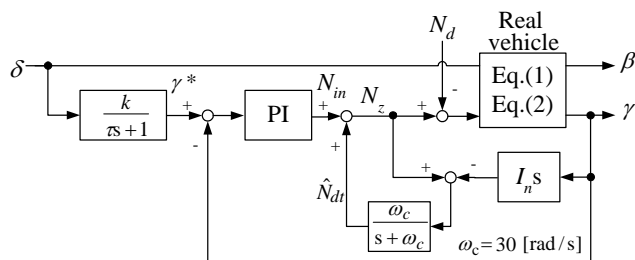 Real
vehicle
N_d
δ
β
-
γ*
N_in
N_z
Eq.(1)
Eq.(2)
k
τs+1
+
-
PI
+
+
+
-
γ
N̂_dt
+
-
I_n s
ω_c
s+ω_c
ω_c=30 [rad/s]